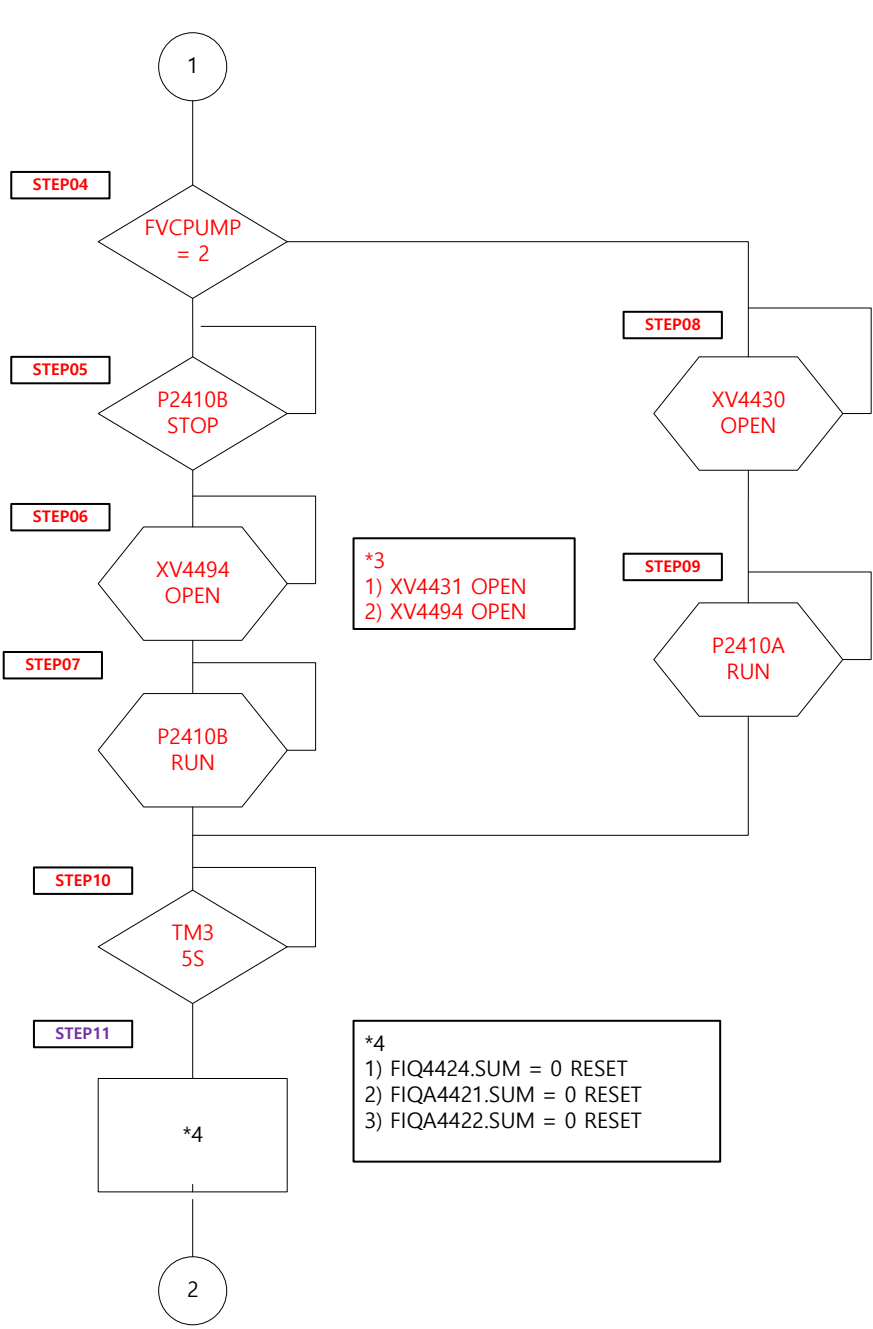 1
STEP04
FVCPUMP
= 2
STEP08
STEP05
P2410B
STOP
XV4430
OPEN
STEP06
XV4494
OPEN
*3
1) XV4431 OPEN
2) XV4494 OPEN
STEP09
P2410A
RUN
STEP07
P2410B
RUN
STEP10
TM3
5S
STEP11
*4
*4
1) FIQ4424.SUM = 0 RESET
2) FIQA4421.SUM = 0 RESET
3) FIQA4422.SUM = 0 RESET
2